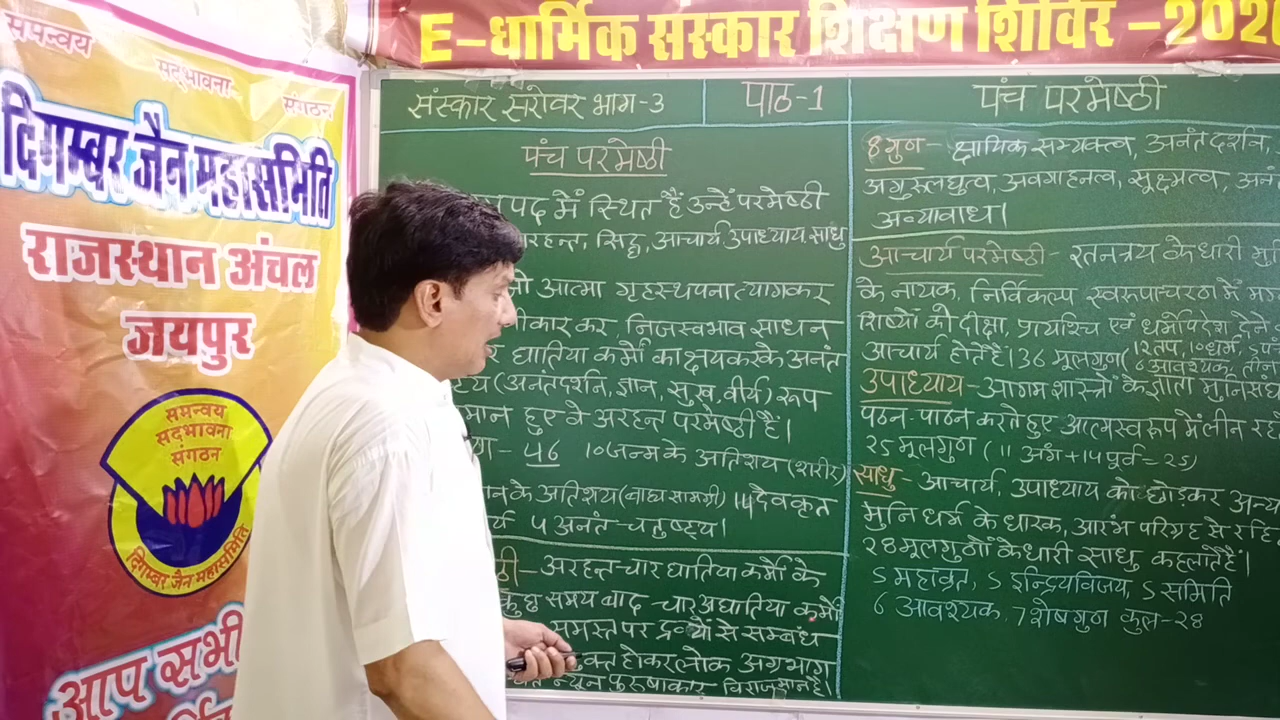 E-धार्मिक संस्कार शिक्षण शिविर -202
समन्वय
सद्भावना
संगठन
दिगम्बर जैन महासमिति
राजस्थान अंचल
जयपुर
समन्वय
सदभावना
संगठन
दिगम्बर जैन महासमिति
आप सभी
संस्कार सरोवर भाग-3
पाठ-1
पंच परमेष्ठी
पंच परमेष्ठी
पद में स्थित हैं उन्हें परमेष्ठी
सिद्ध, आचार्य, उपाध्याय साधु
आत्मा गृहस्थपना त्यागकर
कर, निजस्वभाव साधन
घातिया कर्मों का क्षय करके अनंत
(अनंतदर्शन, ज्ञान, सुख, वीर्य) रूप
हुए वे अरहन्त परमेष्ठी हैं।
- 46 10 जन्म के अतिशय (शरीर)
के अतिशय (बाह्य सामग्री) 14 देवकृत
4 अनंत-चतुष्टय।
- अरहन्त-चार घातिया कर्मों के
कुछ समय बाद -चार अघातिया कर्मों
समस्त पर द्रव्यों से सम्बंध
होकर लोक अग्रभाग
न्यून पुरुषाकार विराजमान हैं।
8 गुण - क्षायिक सम्यक्त्व, अनंत दर्शन,
अगुरुलघुत्व, अवगाहनत्व, सूक्ष्मत्व,
अव्याबाध।
आचार्य परमेष्ठी - रतनत्रय के धारी
के नायक, निर्विकल्प स्वरूपाचरण में
शिष्यों को दीक्षा, प्रायश्चि एवं धर्मोपदेश देने
आचार्य होते हैं। 36 मूलगुण (12 तप, 10 धर्म, 5
6 आवश्यक, तीन
उपाध्याय - आगम शास्त्रों के ज्ञाता
पठन-पाठन करते हुए आत्मस्वरूप में लीन
25 मूलगुण (11 अंग + 14 पूर्व = 25)
साधु - आचार्य, उपाध्याय को छोड़कर अन्य
मुनि धर्म के धारक, आरंभ परिग्रह से
28 मूलगुणों के धारी साधु कहलाते हैं।
5 महाव्रत, 5 इन्द्रियविजय, 5 समिति
6 आवश्यक, 7 शेषगुण कुल-28